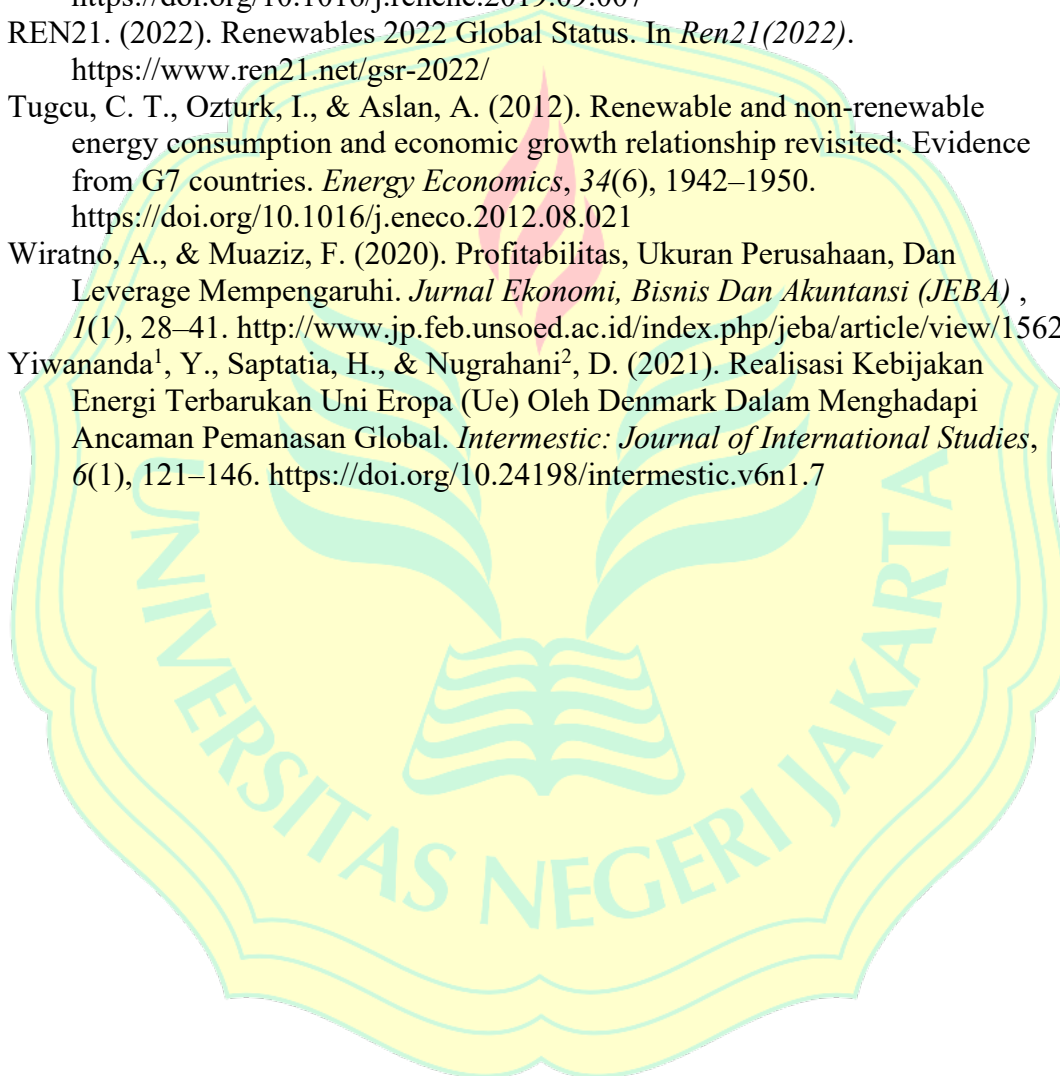 https://doi.org/10.1016/j.renene.2019.09.007
REN21. (2022). Renewables 2022 Global Status. In Ren21(2022).
https://www.ren21.net/gsr-2022/
Tugcu, C. T., Ozturk, I., & Aslan, A. (2012). Renewable and non-renewable
energy consumption and economic growth relationship revisited: Evidence
from G7 countries. Energy Economics, 34(6), 1942–1950.
https://doi.org/10.1016/j.eneco.2012.08.021
Wiratno, A., & Muaziz, F. (2020). Profitabilitas, Ukuran Perusahaan, Dan
Leverage Mempengaruhi. Jurnal Ekonomi, Bisnis Dan Akuntansi (JEBA) ,
1(1), 28–41. http://www.jp.feb.unsoed.ac.id/index.php/jeba/article/view/1562
Yiwananda¹, Y., Saptatia, H., & Nugrahani², D. (2021). Realisasi Kebijakan
Energi Terbarukan Uni Eropa (Ue) Oleh Denmark Dalam Menghadapi
Ancaman Pemanasan Global. Intermestic: Journal of International Studies,
6(1), 121–146. https://doi.org/10.24198/intermestic.v6n1.7
UNIVERSITAS NEGERI JAKARTA